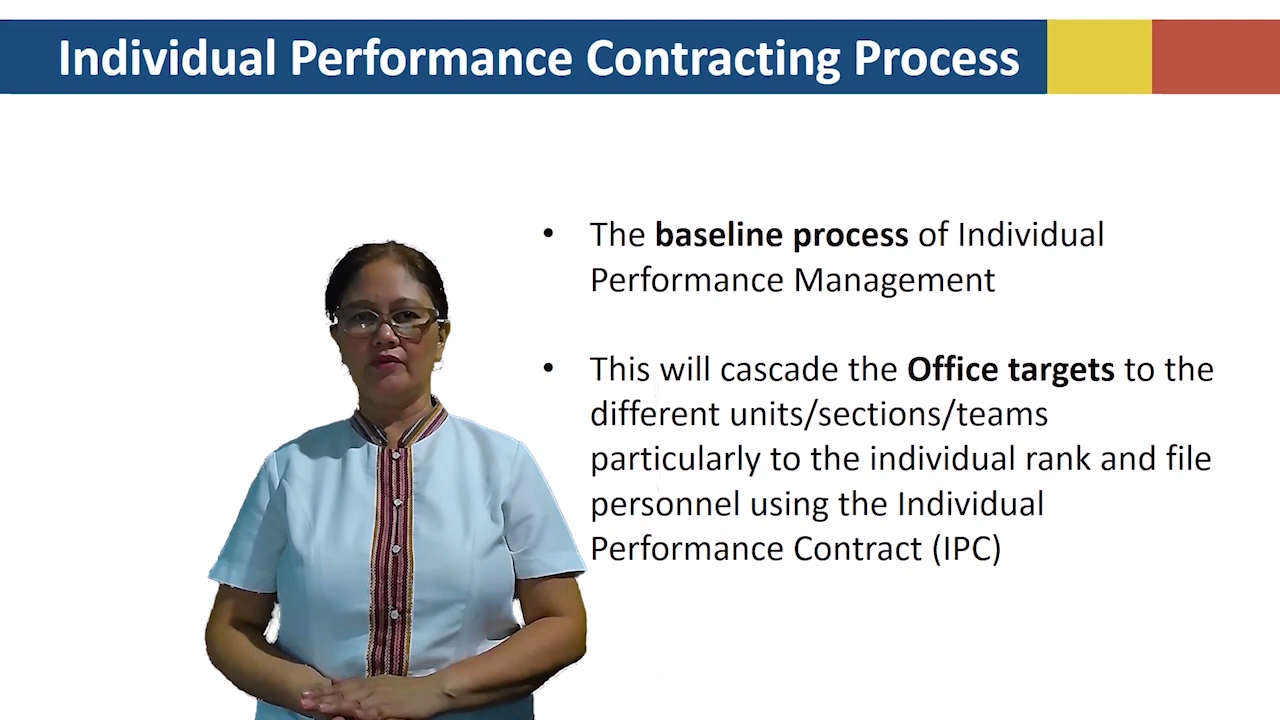 Individual Performance Contracting Process
• The baseline process of Individual
Performance Management
• This will cascade the Office targets to the
different units/sections/teams
particularly to the individual rank and file
personnel using the Individual
Performance Contract (IPC)